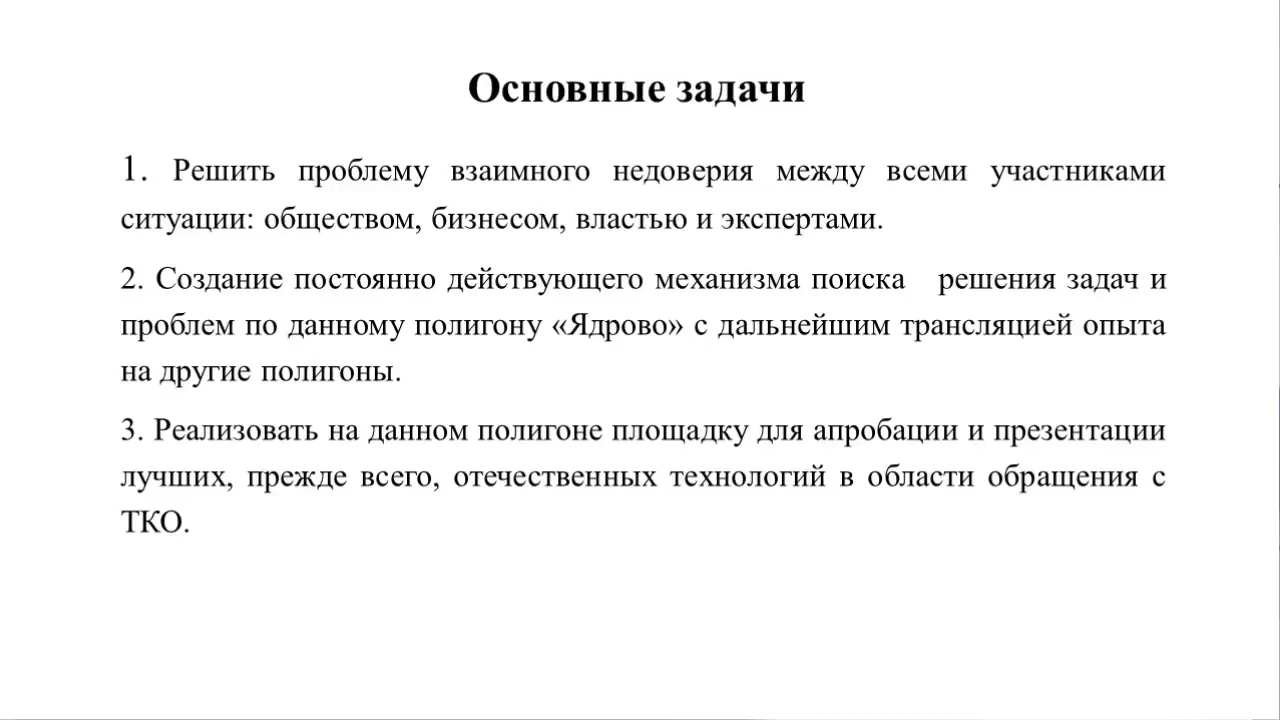 Основные задачи
1. Решить проблему взаимного недоверия между всеми участниками
ситуации: обществом, бизнесом, властью и экспертами.
2. Создание постоянно действующего механизма поиска решения задач и
проблем по данному полигону «Ядрово» с дальнейшим трансляцией опыта
на другие полигоны.
3. Реализовать на данном полигоне площадку для апробации и презентации
лучших, прежде всего, отечественных технологий в области обращения с
ТКО.